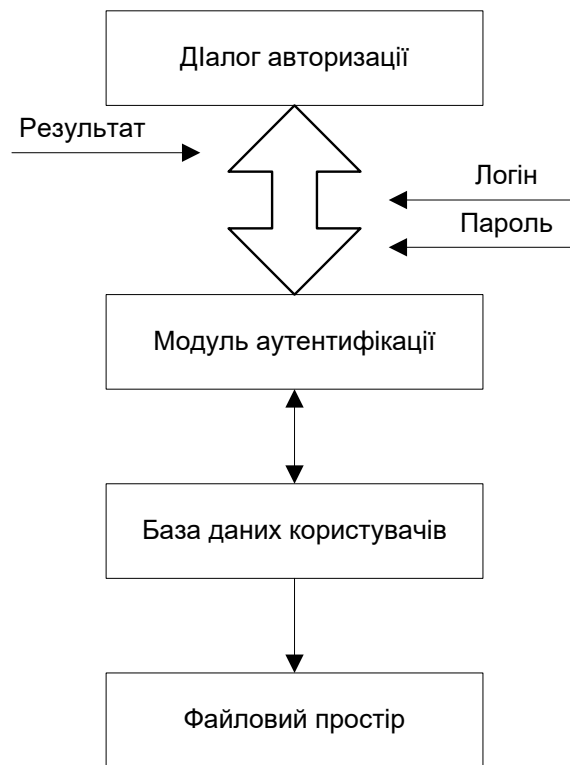 ДІалог авторизації
Результат
Логін
Пароль
Модуль аутентифікації
База даних користувачів
Файловий простір